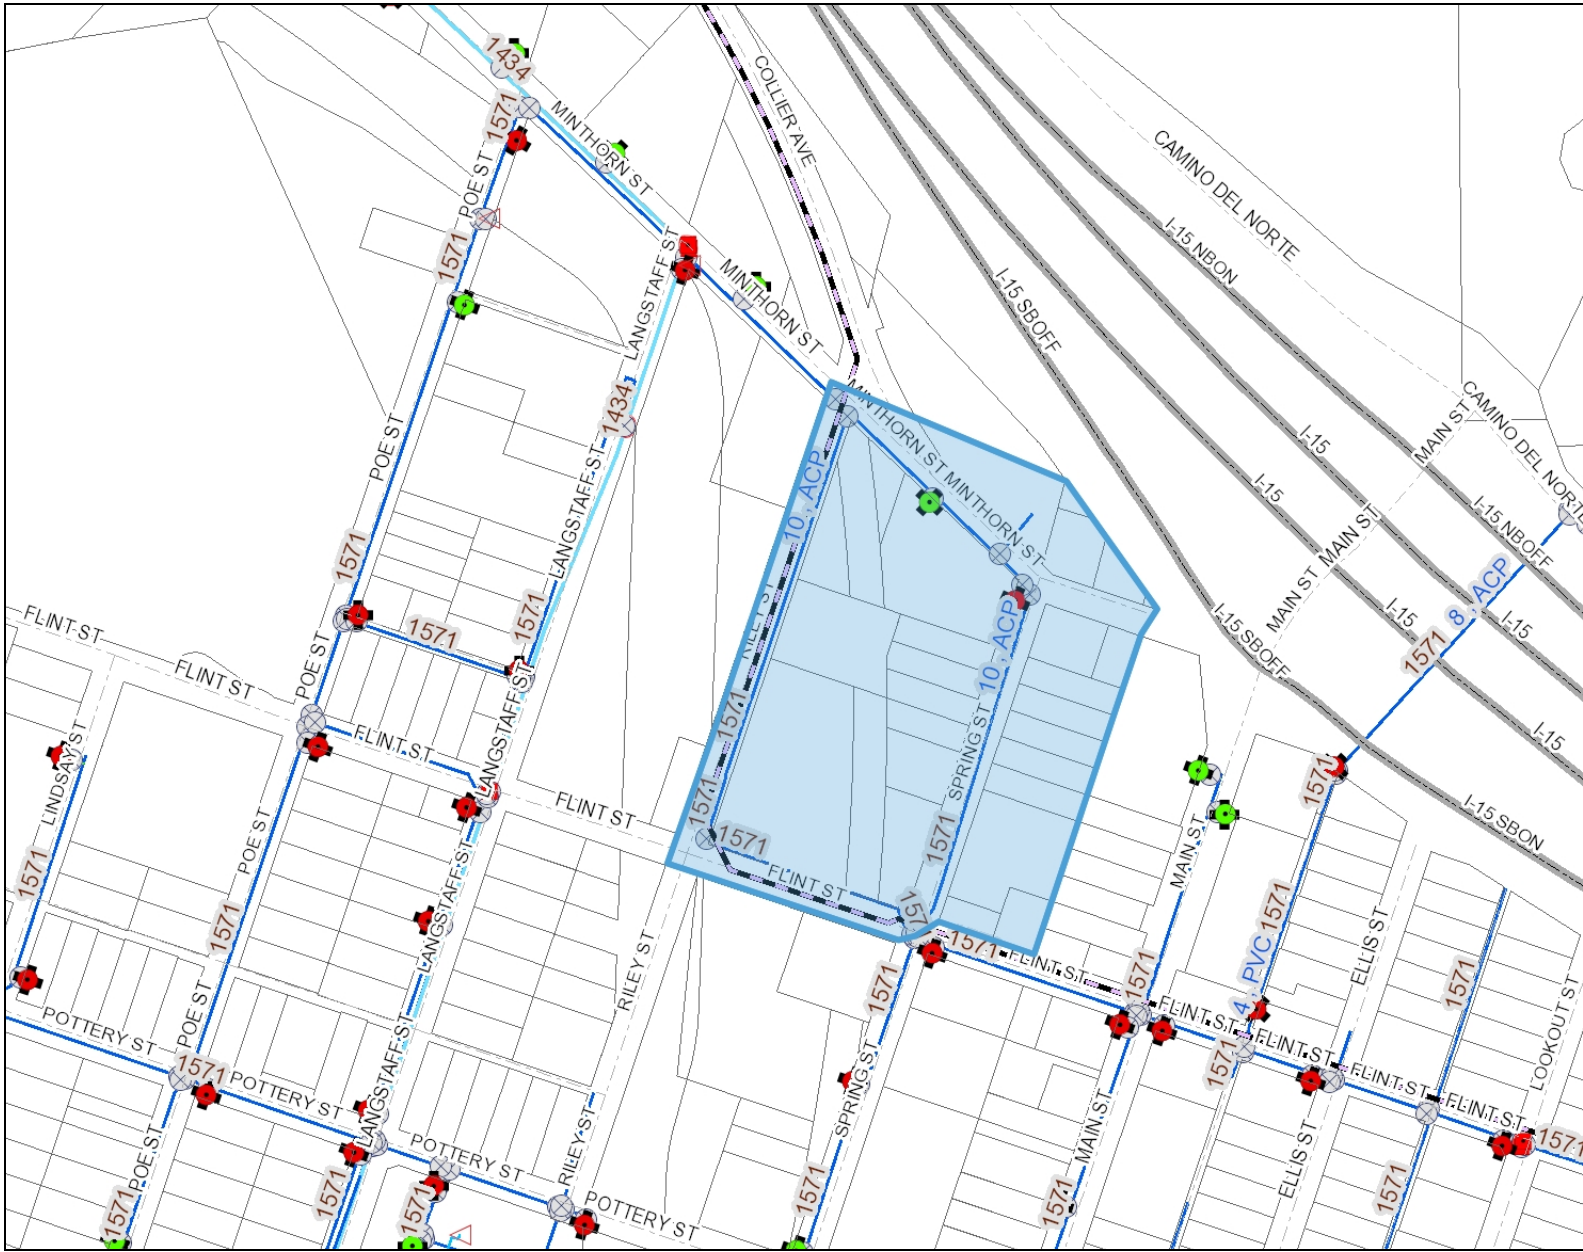 1434
1571
MINTHORN ST
COLLIER AVE
CAMINO DEL NORTE
POE ST
I-15 NBON
1571
LANGSTAFF ST
MINTHORN ST
I-15 SBOFF
1434
MINTHORN ST
MINTHORN ST
CAMINO DEL NORTE
MAIN ST
POE ST
I-15
I-15
LANGSTAFF ST
10 , ACP
I-15 NBOFF
MAIN ST
1571
8 , ACP
MAIN ST
FLINT ST
1571
1571
RILEY ST
10 , ACP
I-15
I-15
1571
I-15 SBOFF
POE ST
FLINT ST
LANGSTAFF ST
1571
I-15
FLINT ST
LINDSAY ST
SPRING ST
1571
1571
FLINT ST
1571
I-15 SBON
POE ST
1571
MAIN ST
1571
FLINT ST
LANGSTAFF ST
1571
157
1571
1571
FLINT ST
4 , PVC
ELLIS ST
1571
RILEY ST
1571
1571
FLINT ST
LOOKOUT ST
POTTERY ST
POE ST
LANGSTAFF ST
FLINT ST
1571
FLINT ST
FLINT ST
1571
POTTERY ST
SPRING ST
MAIN ST
1571
POE ST
POTTERY ST
RILEY ST
ELLIS ST
1571
1571
1571
1571
1571
1571
POTTERY ST